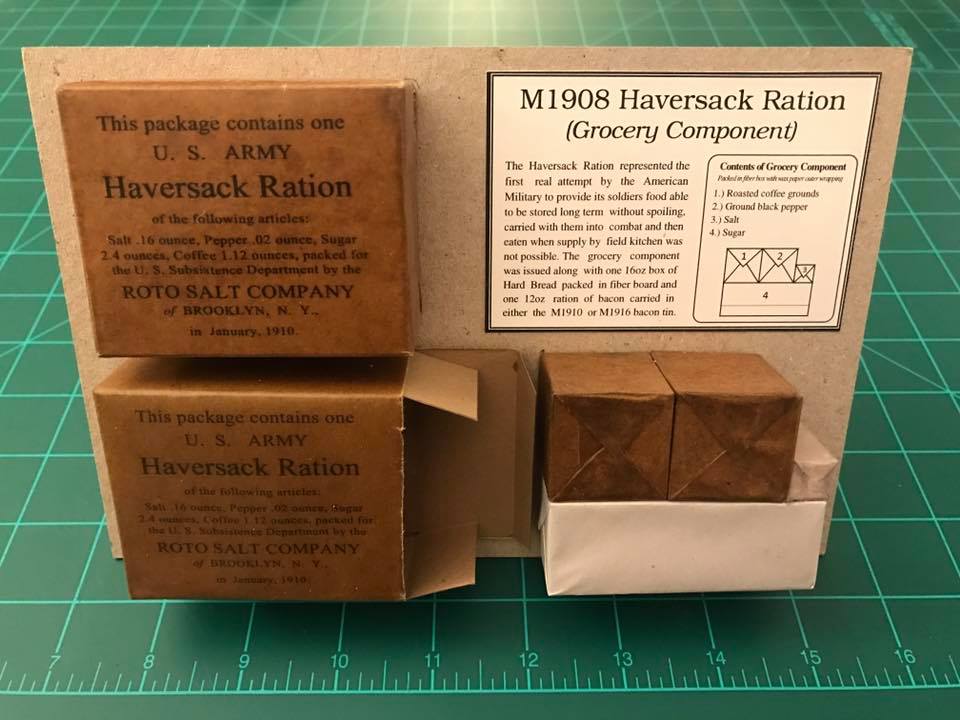 This package contains one
U. S. ARMY
Haversack Ration
of the following articles:
Salt .16 ounce, Pepper .02 ounce, Sugar
2.4 ounces, Coffee 1.12 ounces, packed for
the U. S. Subsistence Department by the
ROTO SALT COMPANY
of BROOKLYN, N. Y.,
in January, 1910.
M1908 Haversack Ration
(Grocery Component)
The Haversack Ration represented the
first real attempt by the American
Military to provide its soldiers food able
to be stored long term without spoiling,
carried with them into combat and then
eaten when supply by field kitchen was
not possible. The grocery component
was issued along with one 16oz box of
Hard Bread packed in fiber board and
one 12oz ration of bacon carried in
either the M1910 or M1916 bacon tin.
Contents of Grocery Component
Packed in fiber box with wax paper outer wrapping
1.) Roasted coffee grounds
2.) Ground black pepper
3.) Salt
4.) Sugar
1 2 3
4
This package contains one
U. S. ARMY
Haversack Ration
of the following articles:
Salt .16 ounce, Pepper .02 ounce, Sugar
2.4 ounces, Coffee 1.12 ounces, packed for
the U. S. Subsistence Department by the
ROTO SALT COMPANY
of BROOKLYN, N. Y.,
in January, 1910.
7 8 9 10 11 12 13 14 15 16